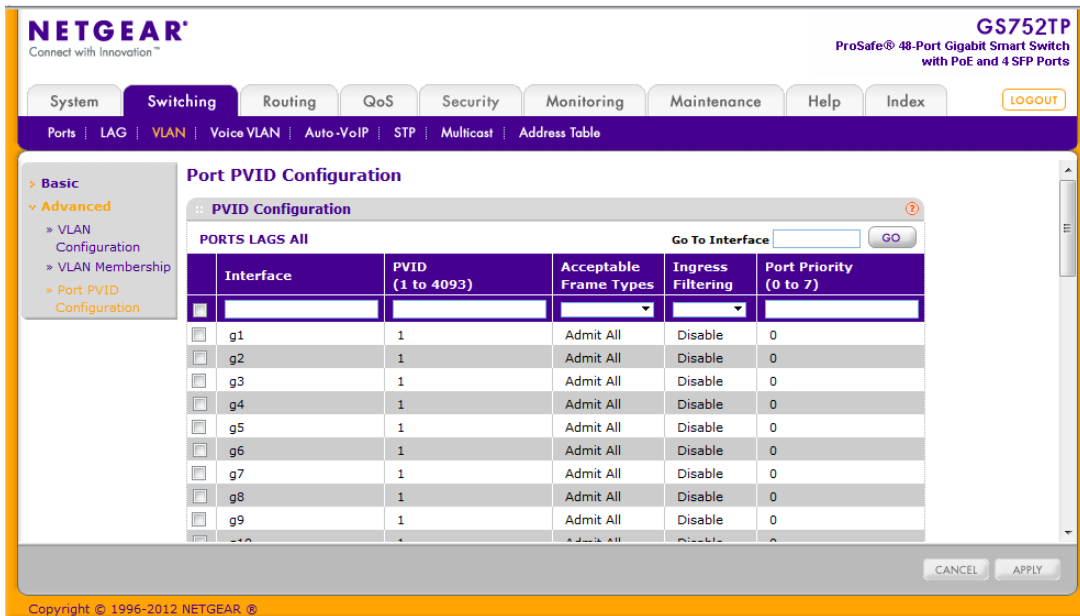 NETGEAR®
Connect with Innovation™
GS752TP
ProSafe® 48-Port Gigabit Smart Switch
with PoE and 4 SFP Ports
System Switching Routing QoS Security Monitoring Maintenance Help Index LOGOUT
Ports | LAG | VLAN | Voice VLAN | Auto-VoIP | STP | Multicast | Address Table
Basic
Advanced
» VLAN
Configuration
» VLAN Membership
» Port PVID
Configuration
Port PVID Configuration
PVID Configuration ?
PORTS LAGS All Go To Interface GO
Interface PVID (1 to 4093) Acceptable Frame Types Ingress Filtering Port Priority (0 to 7)
g1 1 Admit All Disable 0
g2 1 Admit All Disable 0
g3 1 Admit All Disable 0
g4 1 Admit All Disable 0
g5 1 Admit All Disable 0
g6 1 Admit All Disable 0
g7 1 Admit All Disable 0
g8 1 Admit All Disable 0
g9 1 Admit All Disable 0
CANCEL APPLY
Copyright © 1996-2012 NETGEAR ®